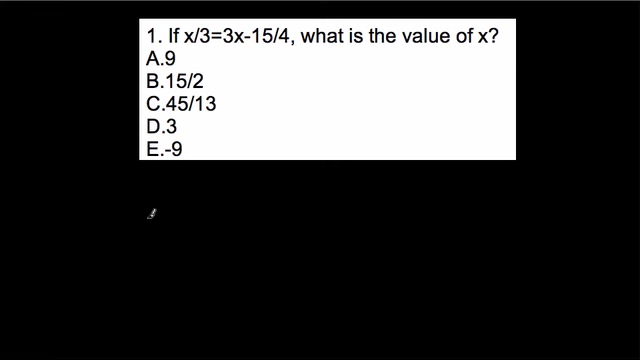 1. If x/3=3x-15/4, what is the value of x?
A.9
B.15/2
C.45/13
D.3
E.-9